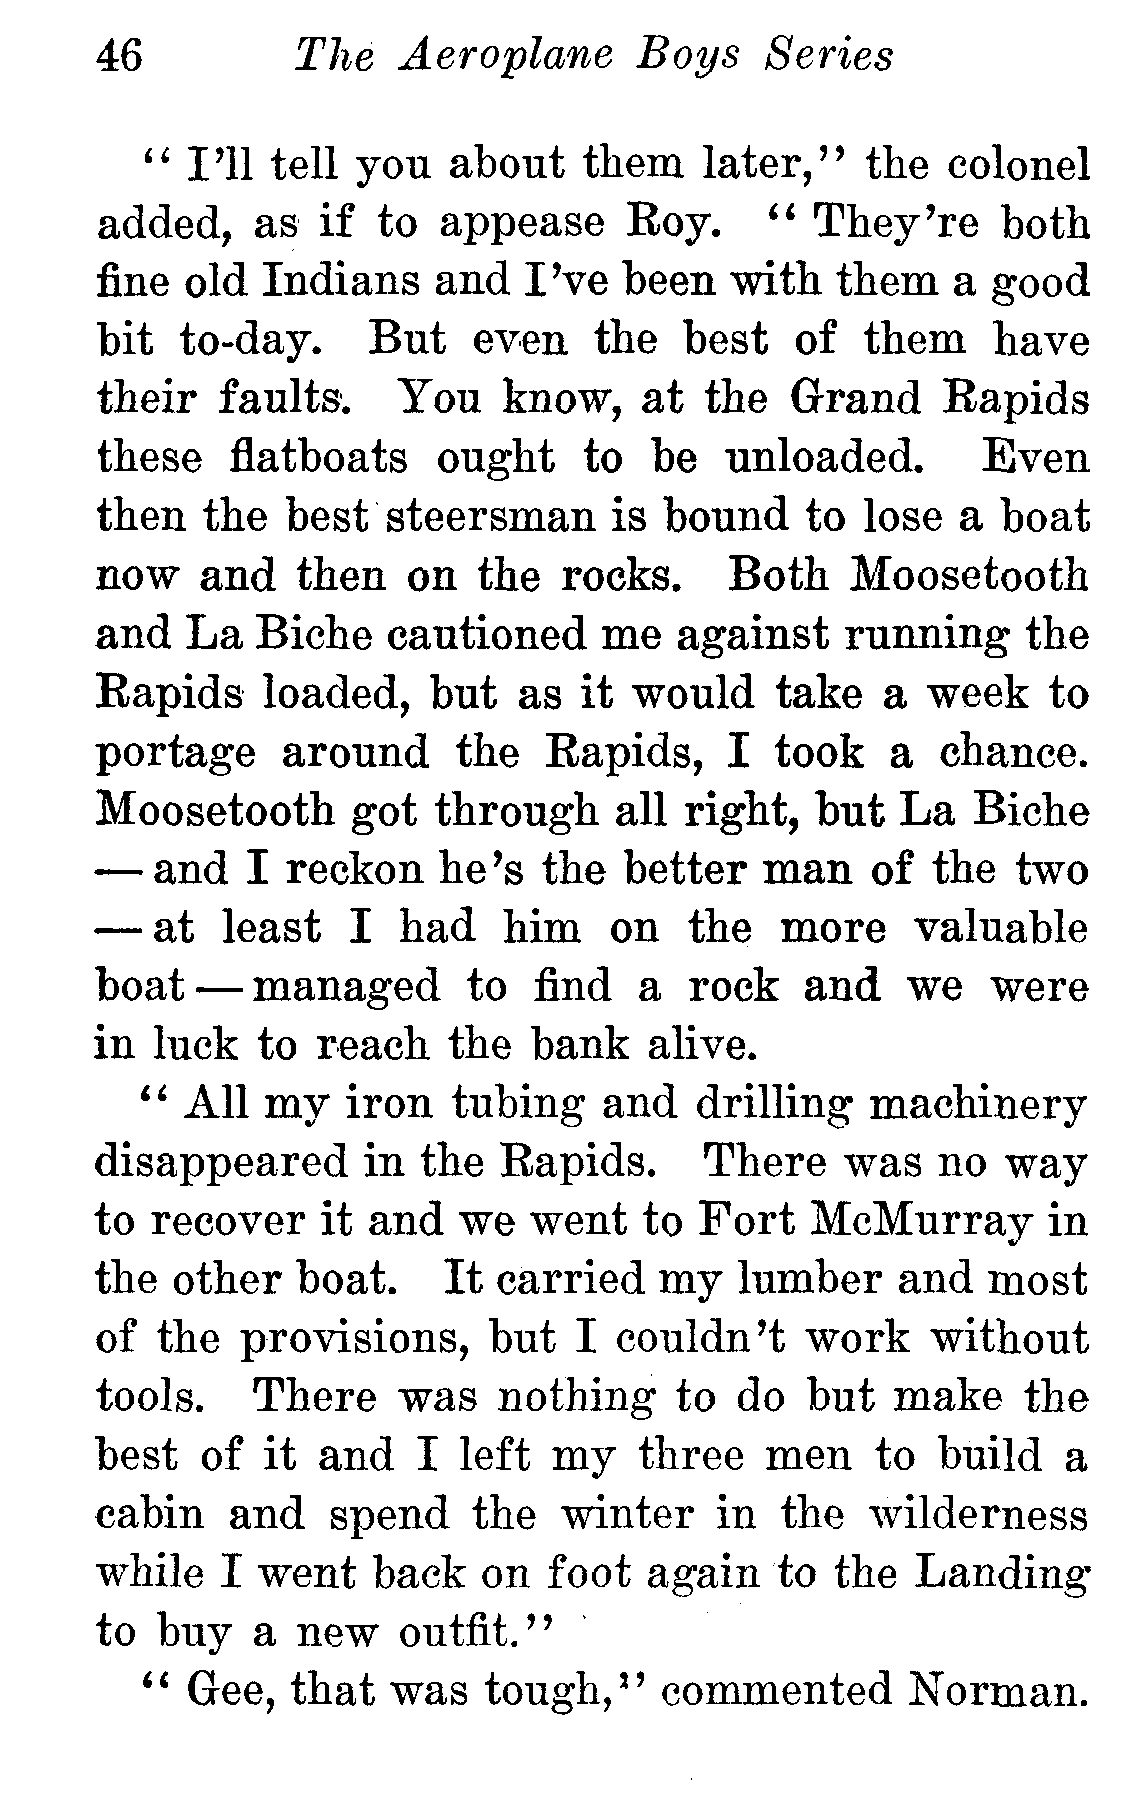 46 The Aeroplane Boys Series
“ I’ll tell you about them later,” the colonel
added, as if to appease Roy. “ They’re both
fine old Indians and I’ve been with them a good
bit to-day. But even the best of them have
their faults. You know, at the Grand Rapids
these flatboats ought to be unloaded. Even
then the best steersman is bound to lose a boat
now and then on the rocks. Both Moosetooth
and La Biche cautioned me against running the
Rapids loaded, but as it would take a week to
portage around the Rapids, I took a chance.
Moosetooth got through all right, but La Biche
— and I reckon he’s the better man of the two
— at least I had him on the more valuable
boat — managed to find a rock and we were
in luck to reach the bank alive.
“ All my iron tubing and drilling machinery
disappeared in the Rapids. There was no way
to recover it and we went to Fort McMurray in
the other boat. It carried my lumber and most
of the provisions, but I couldn’t work without
tools. There was nothing to do but make the
best of it and I left my three men to build a
cabin and spend the winter in the wilderness
while I went back on foot again to the Landing
to buy a new outfit.”
“ Gee, that was tough,” commented Norman.